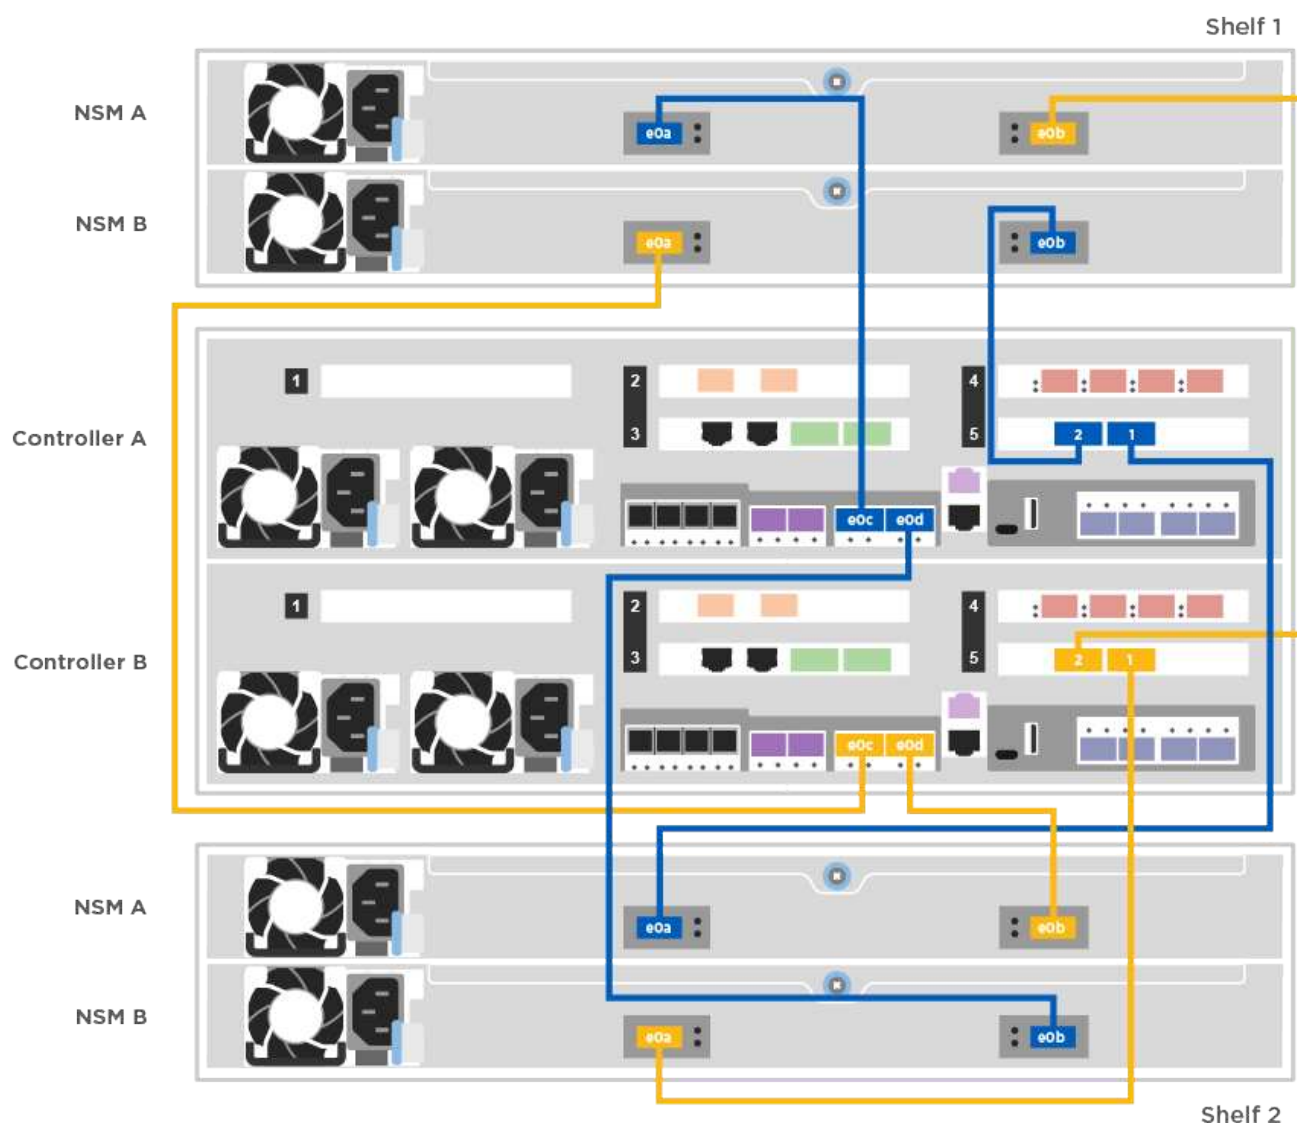 Shelf 1
NSM A
e0a
e0b
NSM B
e0a
e0b
1
2
4
Controller A
3
5
2
1
e0c
e0d
1
2
4
Controller B
3
5
2
1
e0c
e0d
NSM A
e0a
e0b
NSM B
e0a
e0b
Shelf 2